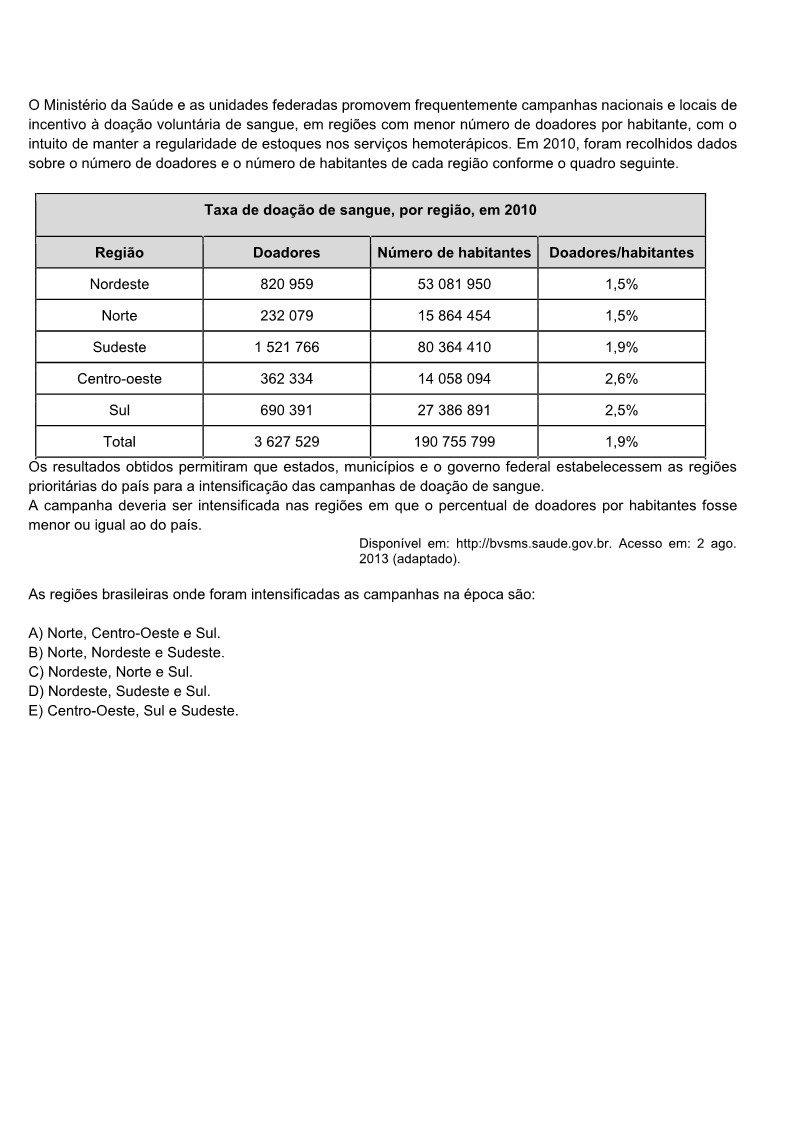 O Ministério da Saúde e as unidades federadas promovem frequentemente campanhas nacionais e locais de
incentivo à doação voluntária de sangue, em regiões com menor número de doadores por habitante, com o
intuito de manter a regularidade de estoques nos serviços hemoterápicos. Em 2010, foram recolhidos dados
sobre o número de doadores e o número de habitantes de cada região conforme o quadro seguinte.
Taxa de doação de sangue, por região, em 2010
Região Doadores Número de habitantes Doadores/habitantes
Nordeste 820 959 53 081 950 1,5%
Norte 232 079 15 864 454 1,5%
Sudeste 1 521 766 80 364 410 1,9%
Centro-oeste 362 334 14 058 094 2,6%
Sul 690 391 27 386 891 2,5%
Total 3 627 529 190 755 799 1,9%
Os resultados obtidos permitiram que estados, municípios e o governo federal estabelecessem as regiões
prioritárias do país para a intensificação das campanhas de doação de sangue.
A campanha deveria ser intensificada nas regiões em que o percentual de doadores por habitantes fosse
menor ou igual ao do país.
Disponível em: http://bvsms.saude.gov.br. Acesso em: 2 ago.
2013 (adaptado).
As regiões brasileiras onde foram intensificadas as campanhas na época são:
A) Norte, Centro-Oeste e Sul.
B) Norte, Nordeste e Sudeste.
C) Nordeste, Norte e Sul.
D) Nordeste, Sudeste e Sul.
E) Centro-Oeste, Sul e Sudeste.